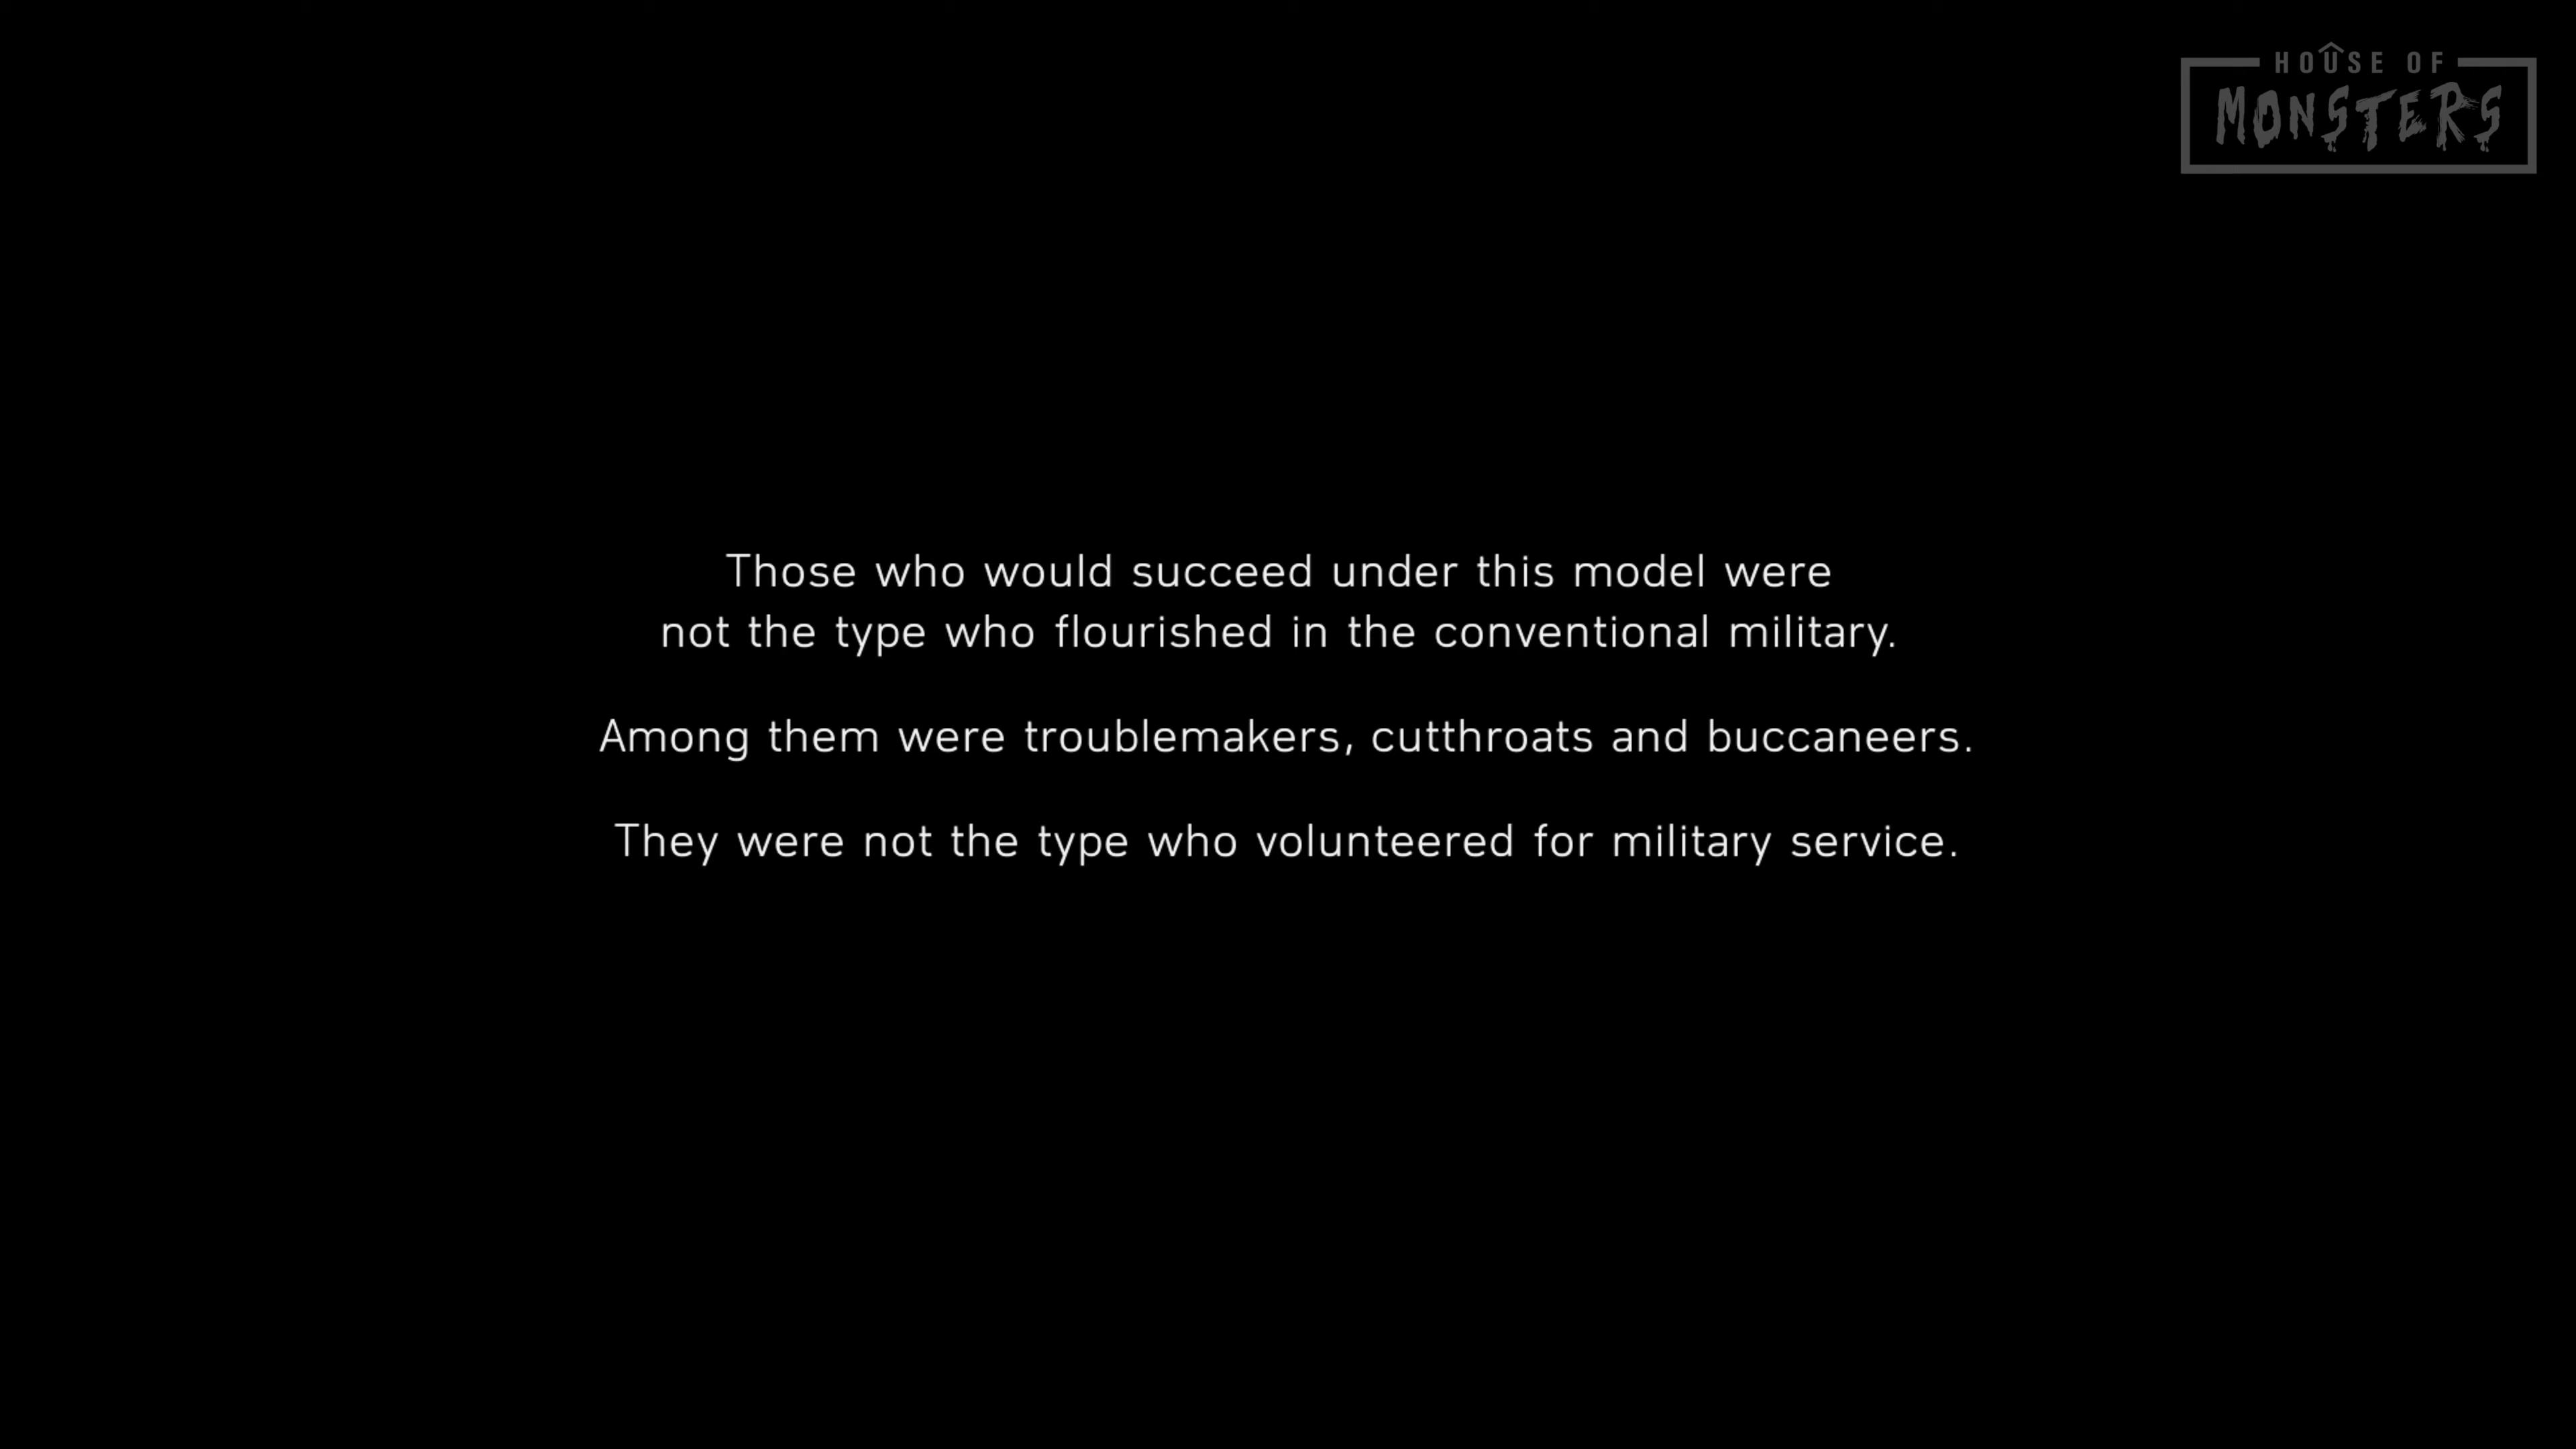 HOUSE OF
MONSTERS
Those who would succeed under this model were
not the type who flourished in the conventional military.
Among them were troublemakers, cutthroats and buccaneers.
They were not the type who volunteered for military service.